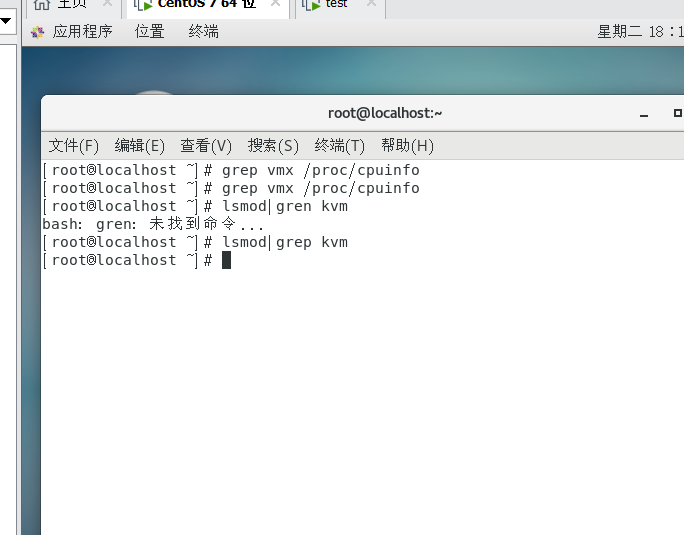 主页 CentOS 7 64 位 test
应用程序 位置 终端 星期二 18：1
root@localhost:~
文件(F) 编辑(E) 查看(V) 搜索(S) 终端(T) 帮助(H)
[root@localhost ~]# grep vmx /proc/cpuinfo
[root@localhost ~]# grep vmx /proc/cpuinfo
[root@localhost ~]# lsmod|gren kvm
bash: gren: 未找到命令...
[root@localhost ~]# lsmod|grep kvm
[root@localhost ~]#